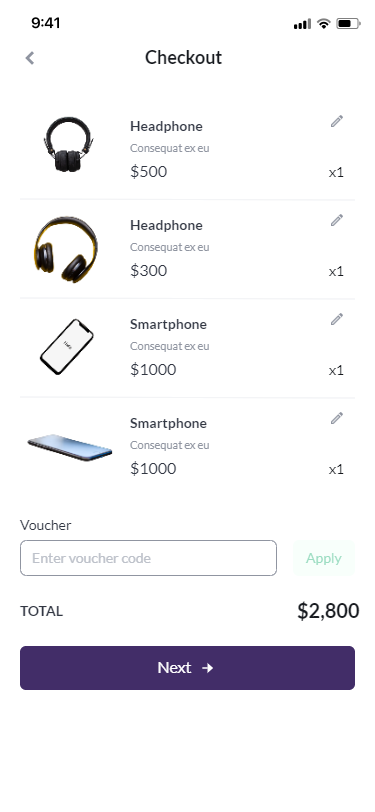 9:41
Checkout
Headphone
Consequat ex eu
$500
x1
Headphone
Consequat ex eu
$300
x1
Smartphone
Consequat ex eu
$1000
x1
Smartphone
Consequat ex eu
$1000
x1
Voucher
Enter voucher code
Apply
TOTAL
$2,800
Next